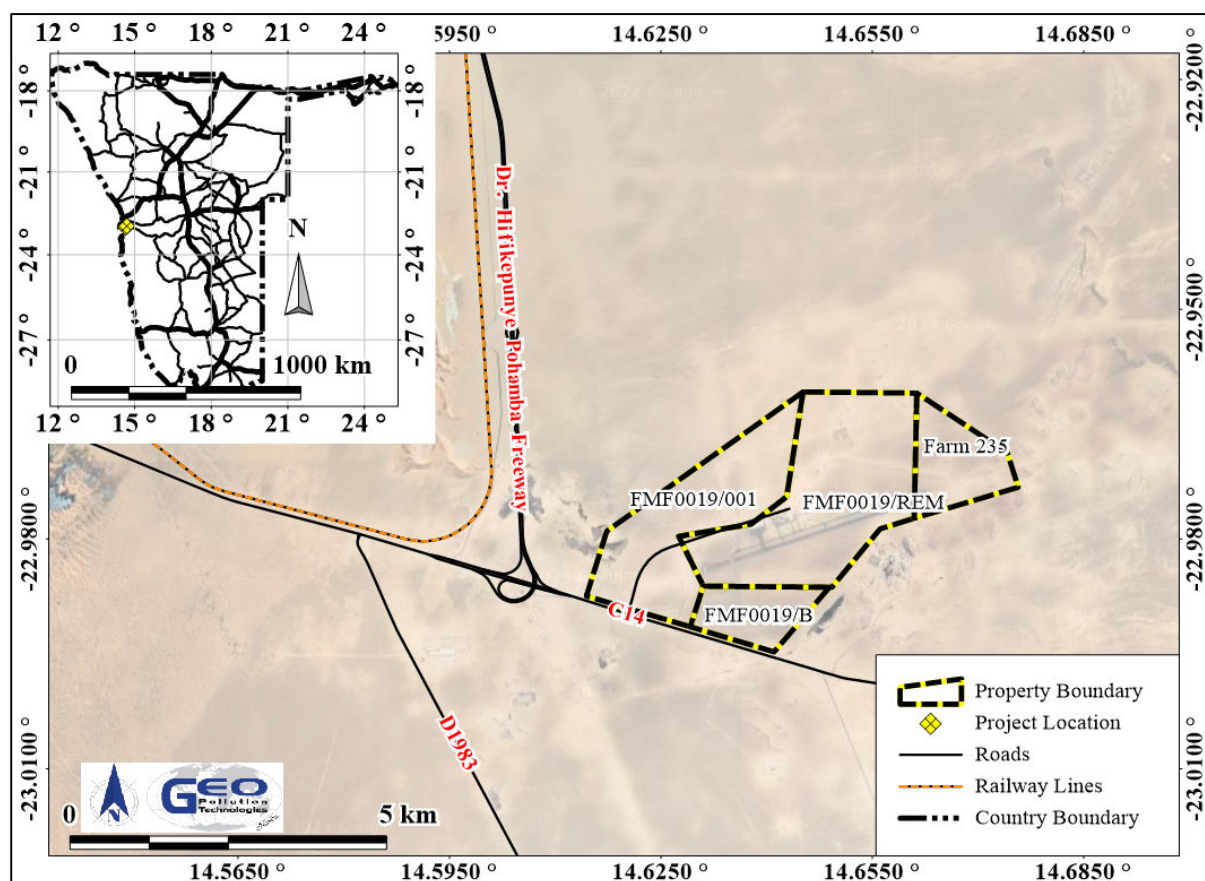 12 ° 15 ° 18 ° 21 ° 24 °
5950 ° 14.6250 ° 14.6550 ° 14.6850 °
-18 ° -21 ° -24 ° -27 °
-18 ° -21 ° -24 ° -27 °
N
0 1000 km
12 ° 15 ° 18 ° 21 ° 24 °
-22.9200 °
-22.9500 °
-22.9800 °
-23.0100 °
Dr. Hifikepunye Pohamba Freeway
Farm 235
FMF0019/001
FMF0019/REM
FMF0019/B
C14
D1983
-22.9800 °
-23.0100 °
N
GEO
Pollution
Technologies
0 5 km
Property Boundary
Project Location
Roads
Railway Lines
Country Boundary
14.5650 ° 14.5950 ° 14.6250 ° 14.6550 ° 14.6850 °